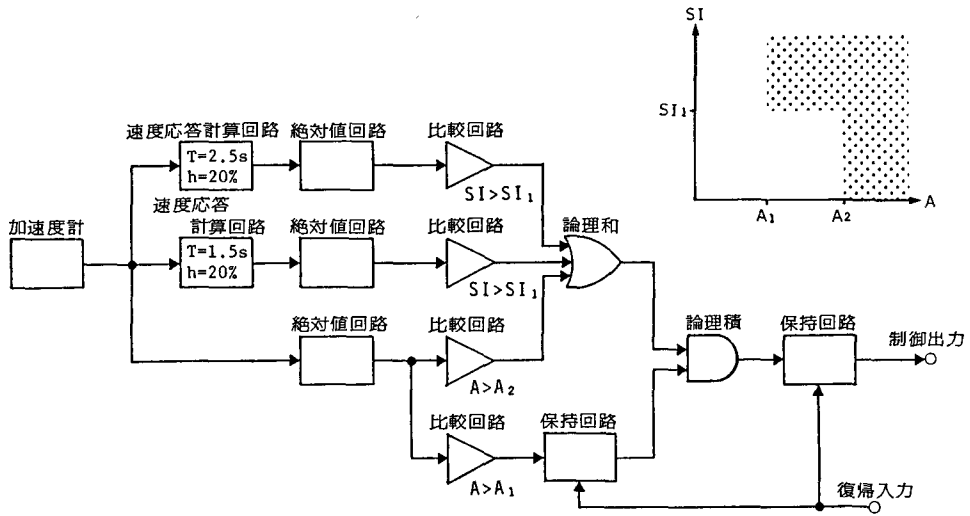 SI
SI₁
A₁
A₂
A
速度応答計算回路
絶対値回路
比較回路
T=2.5s
h=20%
SI>SI₁
速度応答
計算回路
絶対値回路
比較回路
論理和
加速度計
T=1.5s
h=20%
SI>SI₁
絶対値回路
比較回路
論理積
保持回路
制御出力
A>A₂
比較回路
保持回路
A>A₁
復帰入力